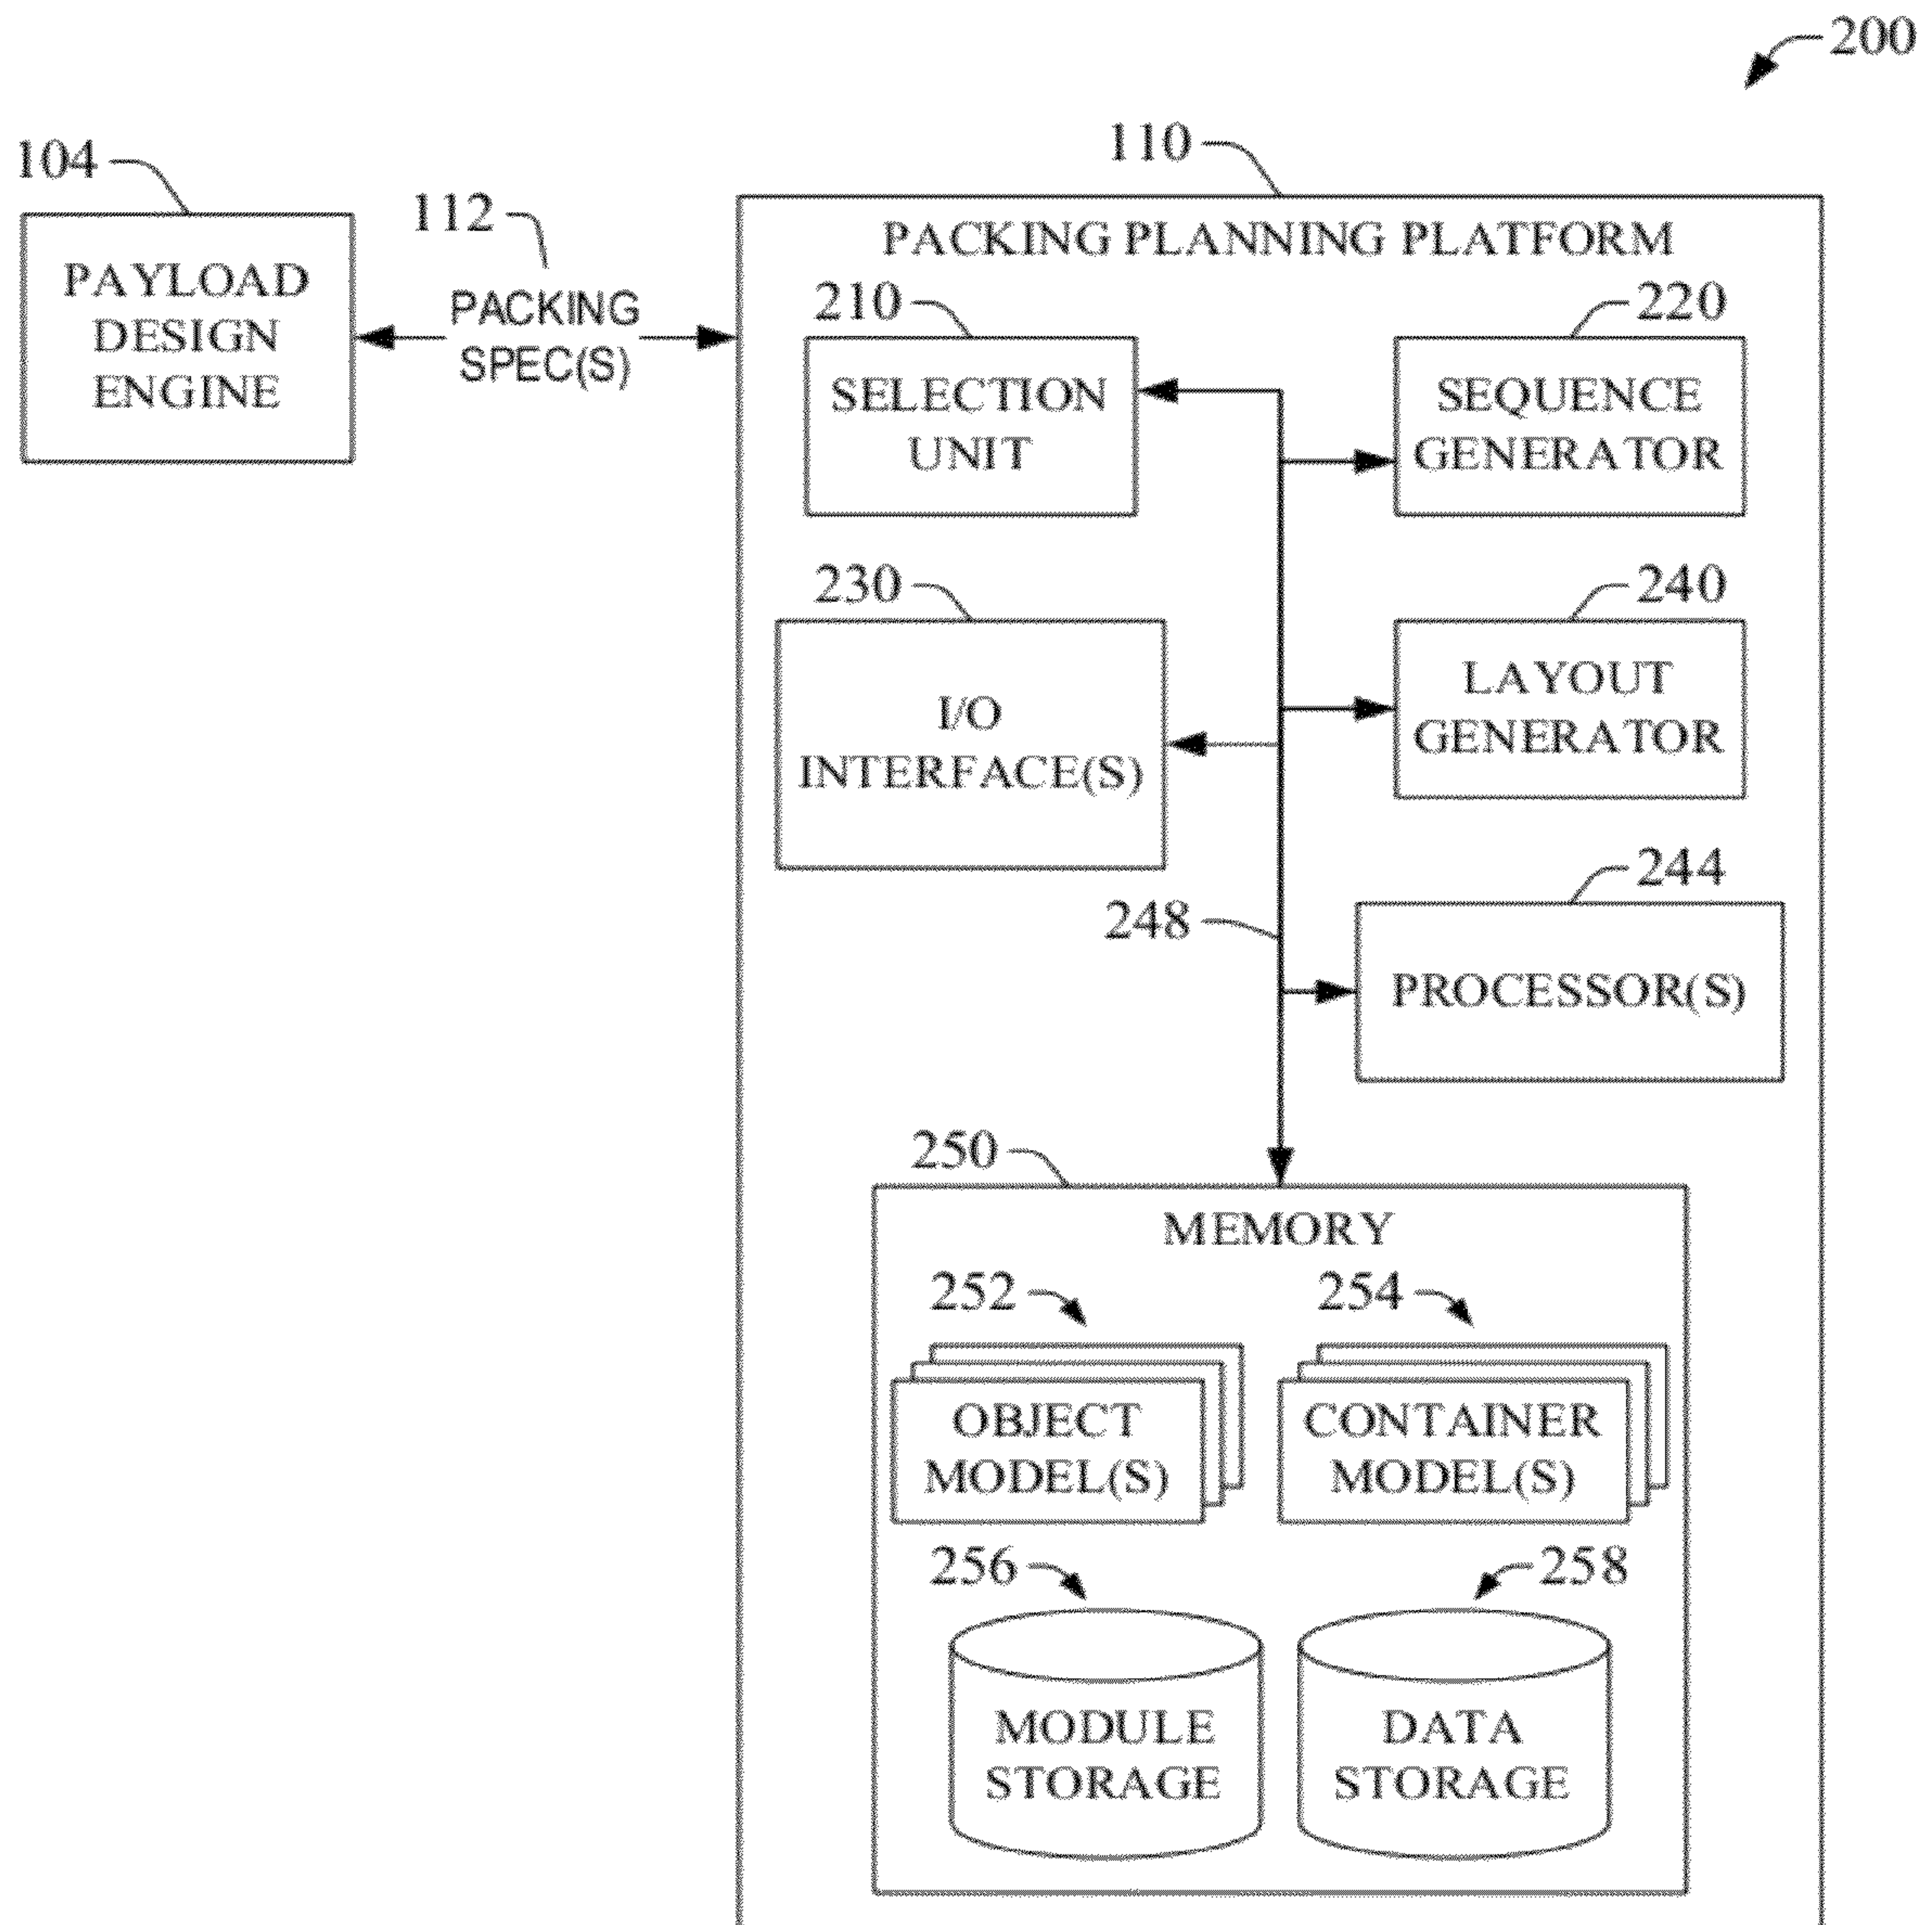 200
104
110
112
PAYLOAD
DESIGN
ENGINE
PACKING
SPEC(S)
PACKING PLANNING PLATFORM
210
220
SELECTION
UNIT
SEQUENCE
GENERATOR
230
240
I/O
INTERFACE(S)
LAYOUT
GENERATOR
244
248
PROCESSOR(S)
250
MEMORY
252
254
OBJECT
MODEL(S)
CONTAINER
MODEL(S)
256
258
MODULE
STORAGE
DATA
STORAGE